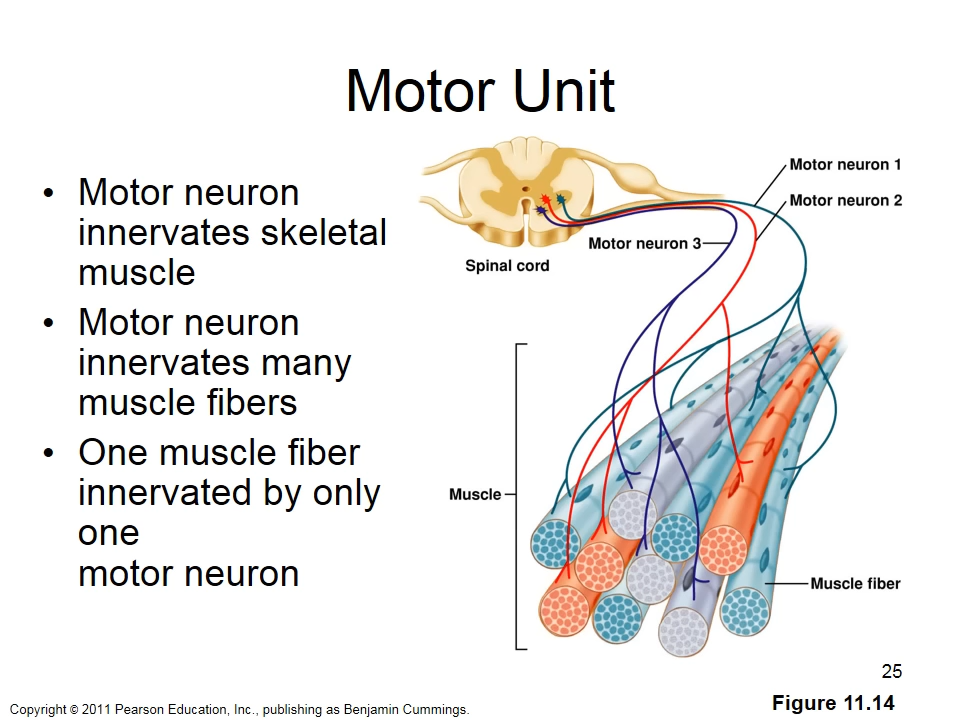 Motor Unit
• Motor neuron
innervates skeletal
muscle
• Motor neuron
innervates many
muscle fibers
• One muscle fiber
innervated by only
one
motor neuron
Motor neuron 1
Motor neuron 2
Motor neuron 3
Spinal cord
Muscle
Muscle fiber
25
Figure 11.14
Copyright © 2011 Pearson Education, Inc., publishing as Benjamin Cummings.